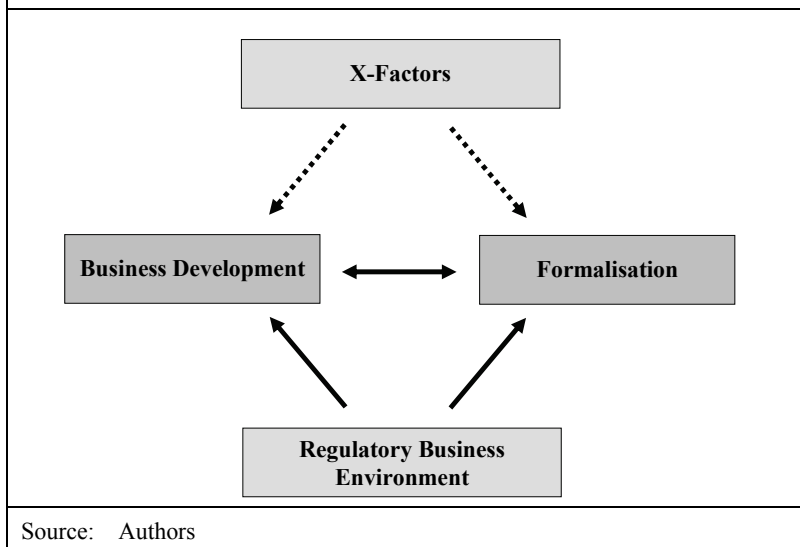 X-Factors
Business Development
Formalisation
Regulatory Business
Environment
Source: Authors